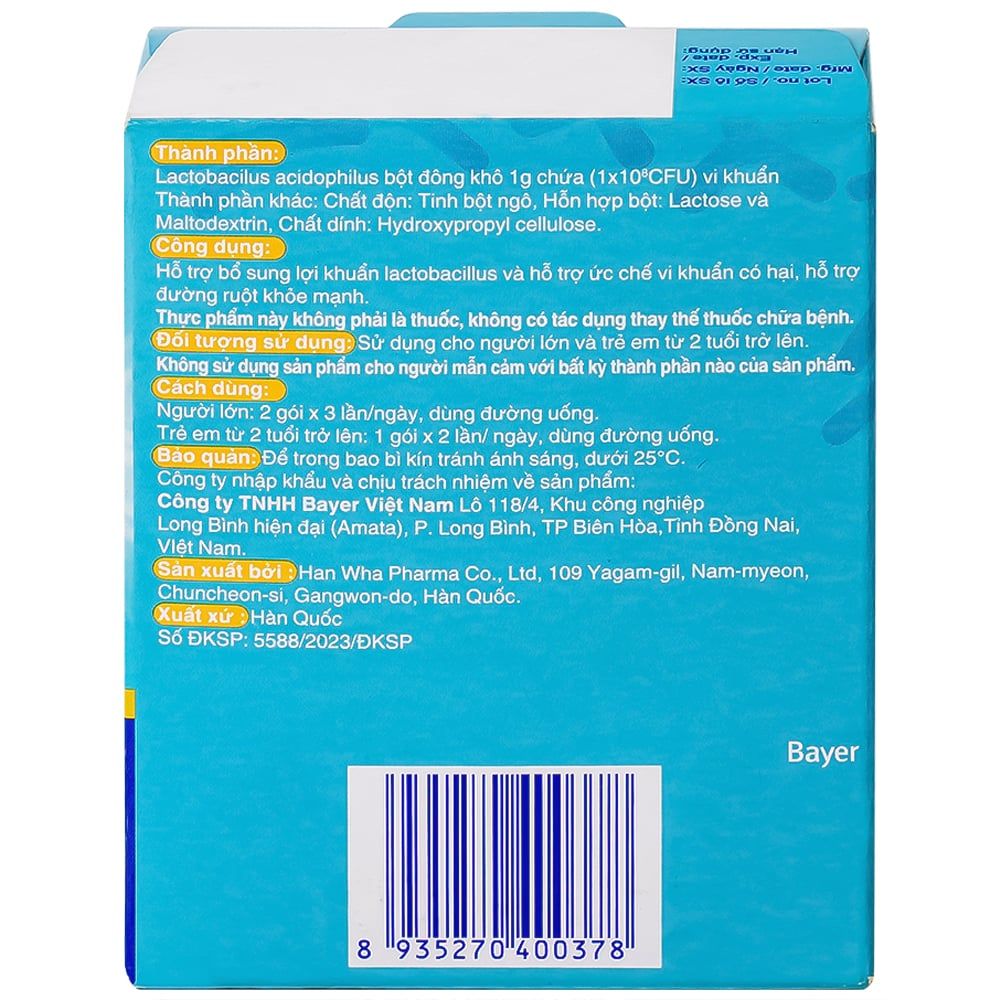 Lot no. / Số lô SX:
Mfg. date / Ngày SX:
Exp. date /
Hạn sử dụng:
Thành phần:
Lactobacilus acidophilus bột đông khô 1g chứa (1x10⁸CFU) vi khuẩn
Thành phần khác: Chất độn: Tinh bột ngô, Hỗn hợp bột: Lactose và
Maltodextrin, Chất dính: Hydroxypropyl cellulose.
Công dụng:
Hỗ trợ bổ sung lợi khuẩn lactobacillus và hỗ trợ ức chế vi khuẩn có hại, hỗ trợ
đường ruột khỏe mạnh.
Thực phẩm này không phải là thuốc, không có tác dụng thay thế thuốc chữa bệnh.
Đối tượng sử dụng: Sử dụng cho người lớn và trẻ em từ 2 tuổi trở lên.
Không sử dụng sản phẩm cho người mẫn cảm với bất kỳ thành phần nào của sản phẩm.
Cách dùng:
Người lớn: 2 gói x 3 lần/ngày, dùng đường uống.
Trẻ em từ 2 tuổi trở lên: 1 gói x 2 lần/ ngày, dùng đường uống.
Bảo quản: Để trong bao bì kín tránh ánh sáng, dưới 25°C.
Công ty nhập khẩu và chịu trách nhiệm về sản phẩm:
Công ty TNHH Bayer Việt Nam Lô 118/4, Khu công nghiệp
Long Bình hiện đại (Amata), P. Long Bình, TP Biên Hòa,Tỉnh Đồng Nai,
Việt Nam.
Sản xuất bởi : Han Wha Pharma Co., Ltd, 109 Yagam-gil, Nam-myeon,
Chuncheon-si, Gangwon-do, Hàn Quốc.
Xuất xứ : Hàn Quốc
Số ĐKSP: 5588/2023/ĐKSP
Bayer
8 935270 400378